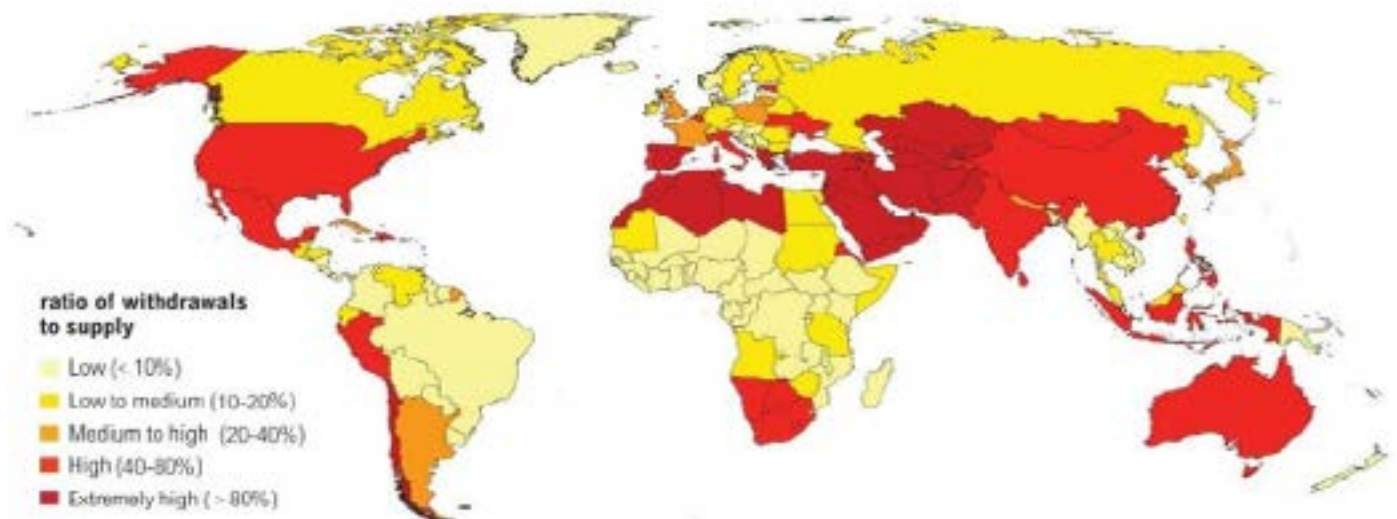 ratio of withdrawals
to supply
Low (< 10%)
Low to medium (10-20%)
Medium to high (20-40%)
High (40-80%)
Extremely high (> 80%)